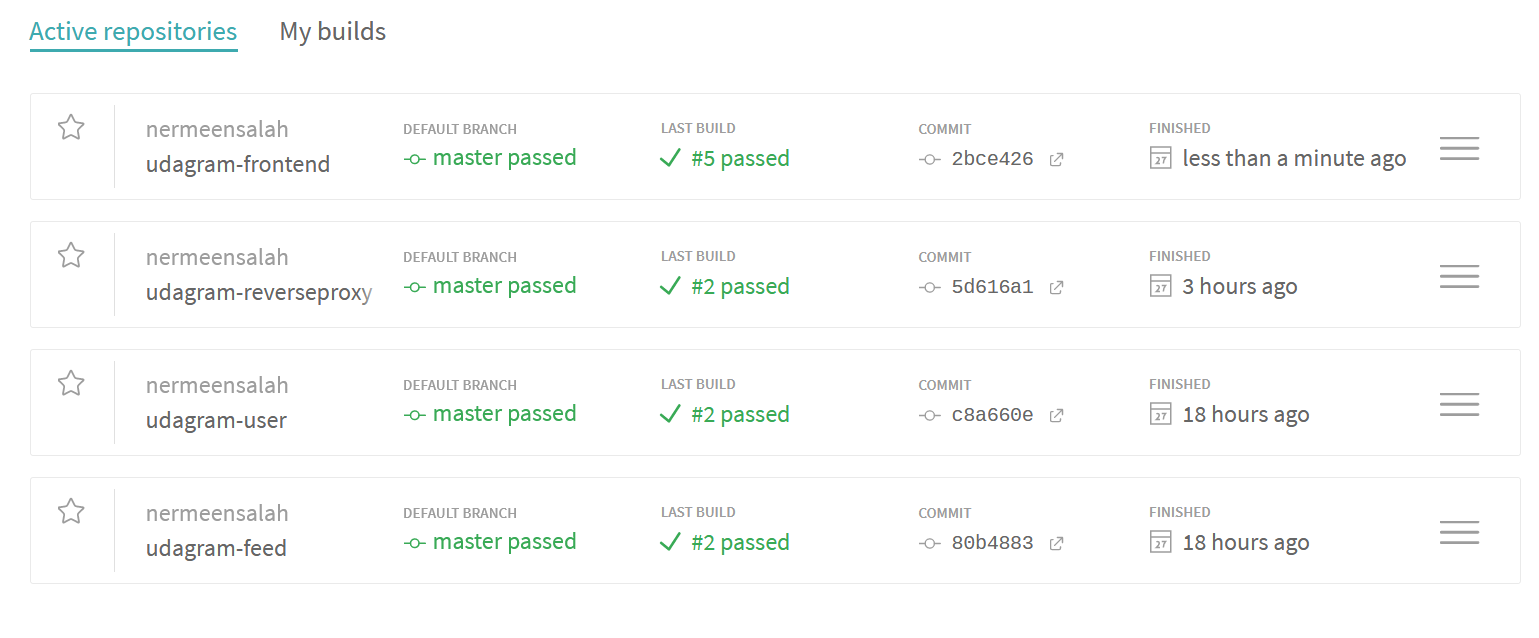 Active repositories My builds
nermeensalah
udagram-frontend
DEFAULT BRANCH
master passed
LAST BUILD
#5 passed
COMMIT
2bce426
FINISHED
27 less than a minute ago
nermeensalah
udagram-reverseproxy
DEFAULT BRANCH
master passed
LAST BUILD
#2 passed
COMMIT
5d616a1
FINISHED
27 3 hours ago
nermeensalah
udagram-user
DEFAULT BRANCH
master passed
LAST BUILD
#2 passed
COMMIT
c8a660e
FINISHED
27 18 hours ago
nermeensalah
udagram-feed
DEFAULT BRANCH
master passed
LAST BUILD
#2 passed
COMMIT
80b4883
FINISHED
27 18 hours ago